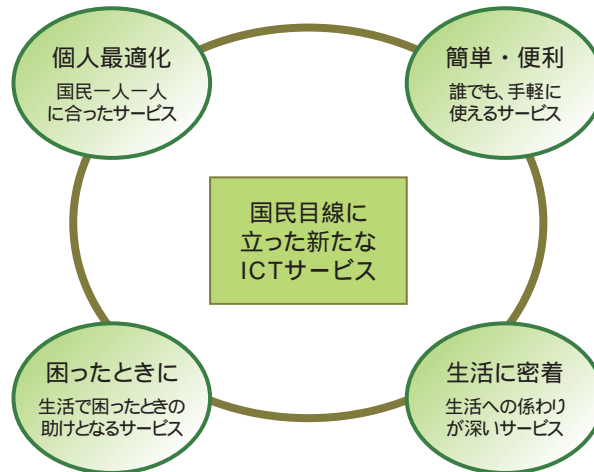 個人最適化
国民一人一人
に合ったサービス
簡単・便利
誰でも、手軽に
使えるサービス
国民目線に
立った新たな
ICTサービス
困ったときに
生活で困ったときの
助けとなるサービス
生活に密着
生活への係わり
が深いサービス